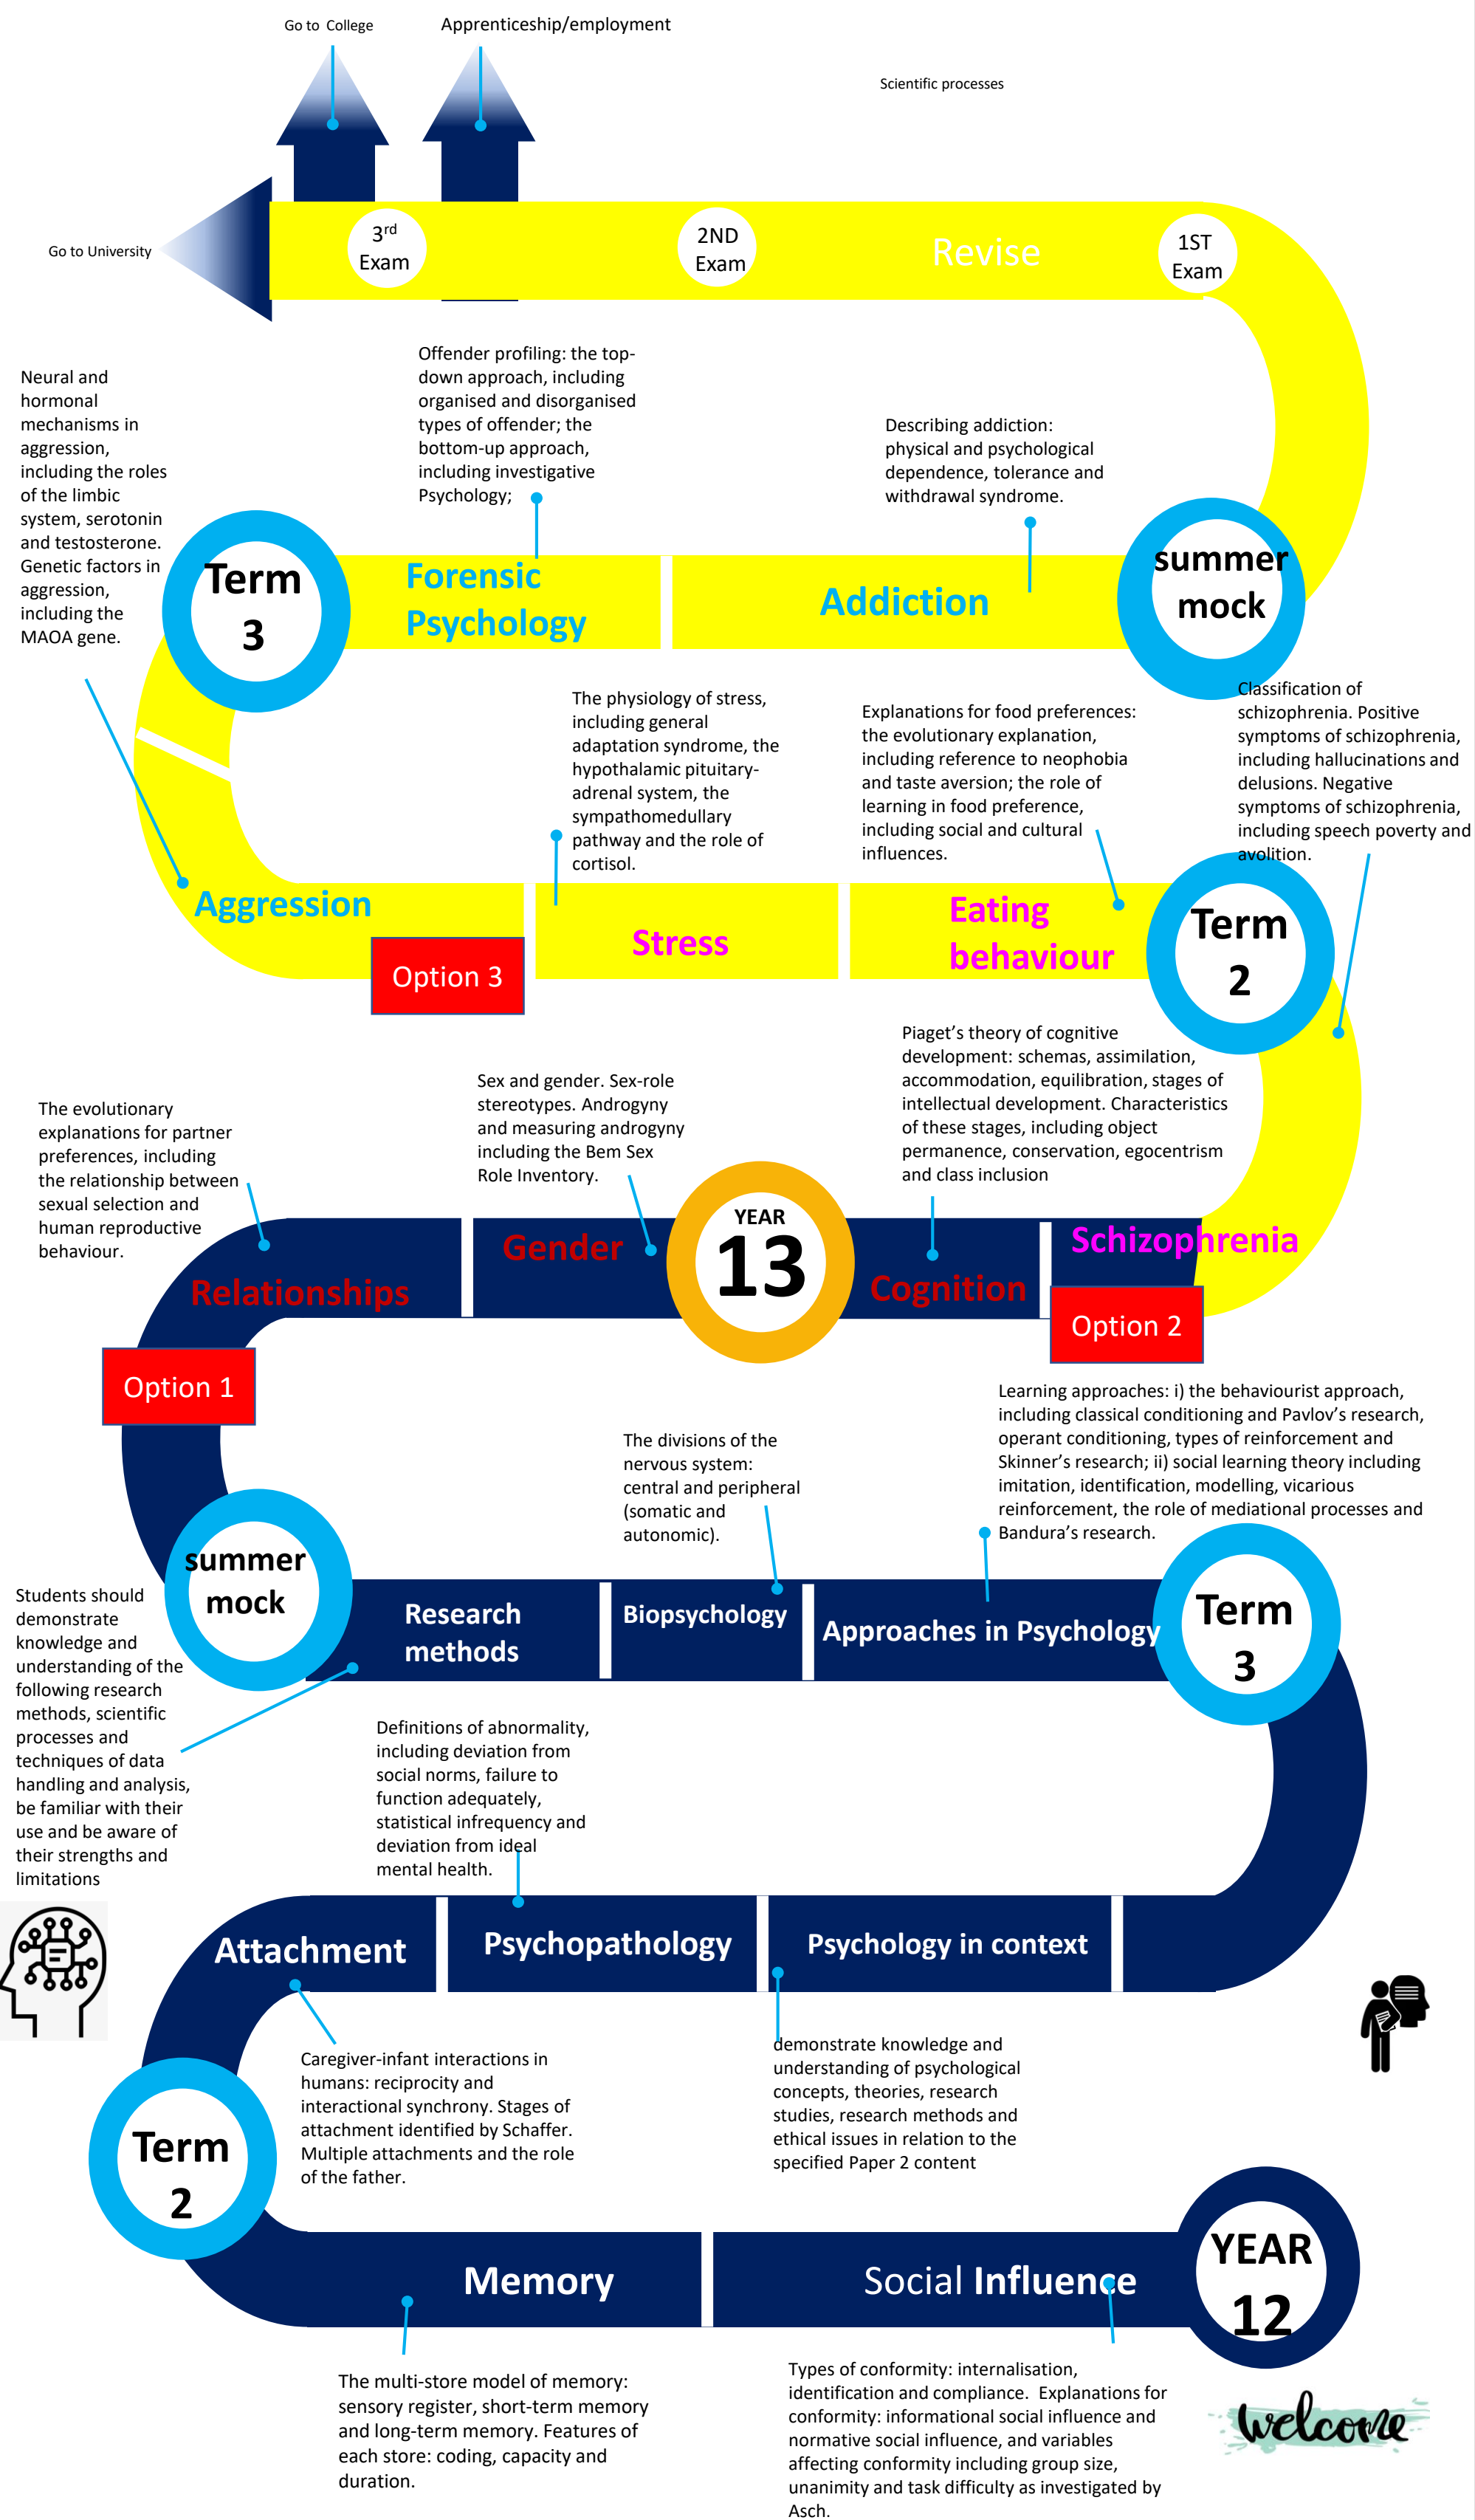 Go to College
Apprenticeship/employment
Scientific processes
Go to University
3rd
Exam
2ND
Exam
Revise
1ST
Exam
Neural and
hormonal
mechanisms in
aggression,
including the roles
of the limbic
system, serotonin
and testosterone.
Genetic factors in
aggression,
including the
MAOA gene.
Offender profiling: the top-
down approach, including
organised and disorganised
types of offender; the
bottom-up approach,
including investigative
Psychology;
Describing addiction:
physical and psychological
dependence, tolerance and
withdrawal syndrome.
Term
3
Forensic
Psychology
Addiction
summer
mock
The physiology of stress,
including general
adaptation syndrome, the
hypothalamic pituitary-
adrenal system, the
sympathomedullary
pathway and the role of
cortisol.
Explanations for food preferences:
the evolutionary explanation,
including reference to neophobia
and taste aversion; the role of
learning in food preference,
including social and cultural
influences.
Classification of
schizophrenia. Positive
symptoms of schizophrenia,
including hallucinations and
delusions. Negative
symptoms of schizophrenia,
including speech poverty and
avolition.
Aggression
Option 3
Stress
Eating
behaviour
Term
2
The evolutionary
explanations for partner
preferences, including
the relationship between
sexual selection and
human reproductive
behaviour.
Sex and gender. Sex-role
stereotypes. Androgyny
and measuring androgyny
including the Bem Sex
Role Inventory.
Piaget’s theory of cognitive
development: schemas, assimilation,
accommodation, equilibration, stages of
intellectual development. Characteristics
of these stages, including object
permanence, conservation, egocentrism
and class inclusion
Relationships
Gender
YEAR
13
Cognition
Schizophrenia
Option 2
Option 1
The divisions of the
nervous system:
central and peripheral
(somatic and
autonomic).
Learning approaches: i) the behaviourist approach,
including classical conditioning and Pavlov’s research,
operant conditioning, types of reinforcement and
Skinner’s research; ii) social learning theory including
imitation, identification, modelling, vicarious
reinforcement, the role of mediational processes and
Bandura’s research.
summer
mock
Research
methods
Biopsychology
Approaches in Psychology
Term
3
Students should
demonstrate
knowledge and
understanding of the
following research
methods, scientific
processes and
techniques of data
handling and analysis,
be familiar with their
use and be aware of
their strengths and
limitations
Definitions of abnormality,
including deviation from
social norms, failure to
function adequately,
statistical infrequency and
deviation from ideal
mental health.
Attachment
Psychopathology
Psychology in context
Caregiver-infant interactions in
humans: reciprocity and
interactional synchrony. Stages of
attachment identified by Schaffer.
Multiple attachments and the role
of the father.
demonstrate knowledge and
understanding of psychological
concepts, theories, research
studies, research methods and
ethical issues in relation to the
specified Paper 2 content
Term
2
Memory
Social Influence
YEAR
12
The multi-store model of memory:
sensory register, short-term memory
and long-term memory. Features of
each store: coding, capacity and
duration.
Types of conformity: internalisation,
identification and compliance. Explanations for
conformity: informational social influence and
normative social influence, and variables
affecting conformity including group size,
unanimity and task difficulty as investigated by
Asch.
welcome